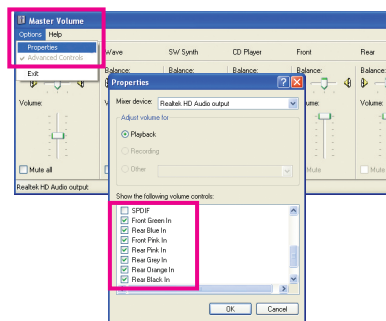 Master Volume
Options Help
Properties
Advanced Controls
Exit
Wave
SW Synth
CD Player
Front
Rear
Balance:
Balance:
Balance:
Balance:
Balance:
Volume:
Volume:
Volume:
Mute all
Mute
Mute
Realtek HD Audio output
Properties
Mixer device: Realtek HD Audio output
Adjust volume for
Playback
Recording
Other
Show the following volume controls:
SPDIF
Front Green In
Rear Blue In
Front Pink In
Rear Pink In
Rear Grey In
Rear Orange In
Rear Black In
OK Cancel